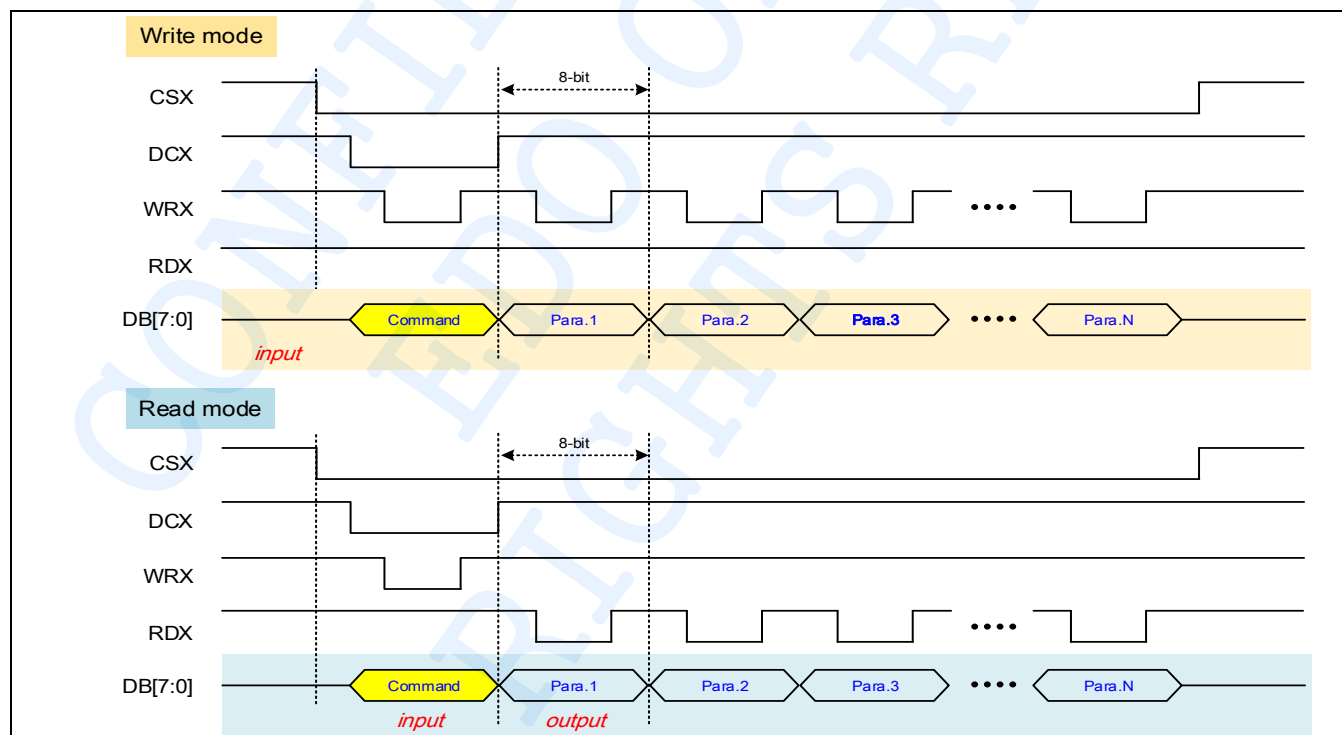 Write mode
8-bit
CSX
DCX
WRX
RDX
DB[7:0] Command Para.1 Para.2 Para.3 Para.N
input
Read mode
8-bit
CSX
DCX
WRX
RDX
DB[7:0] Command Para.1 Para.2 Para.3 Para.N
input output
RIGHTS